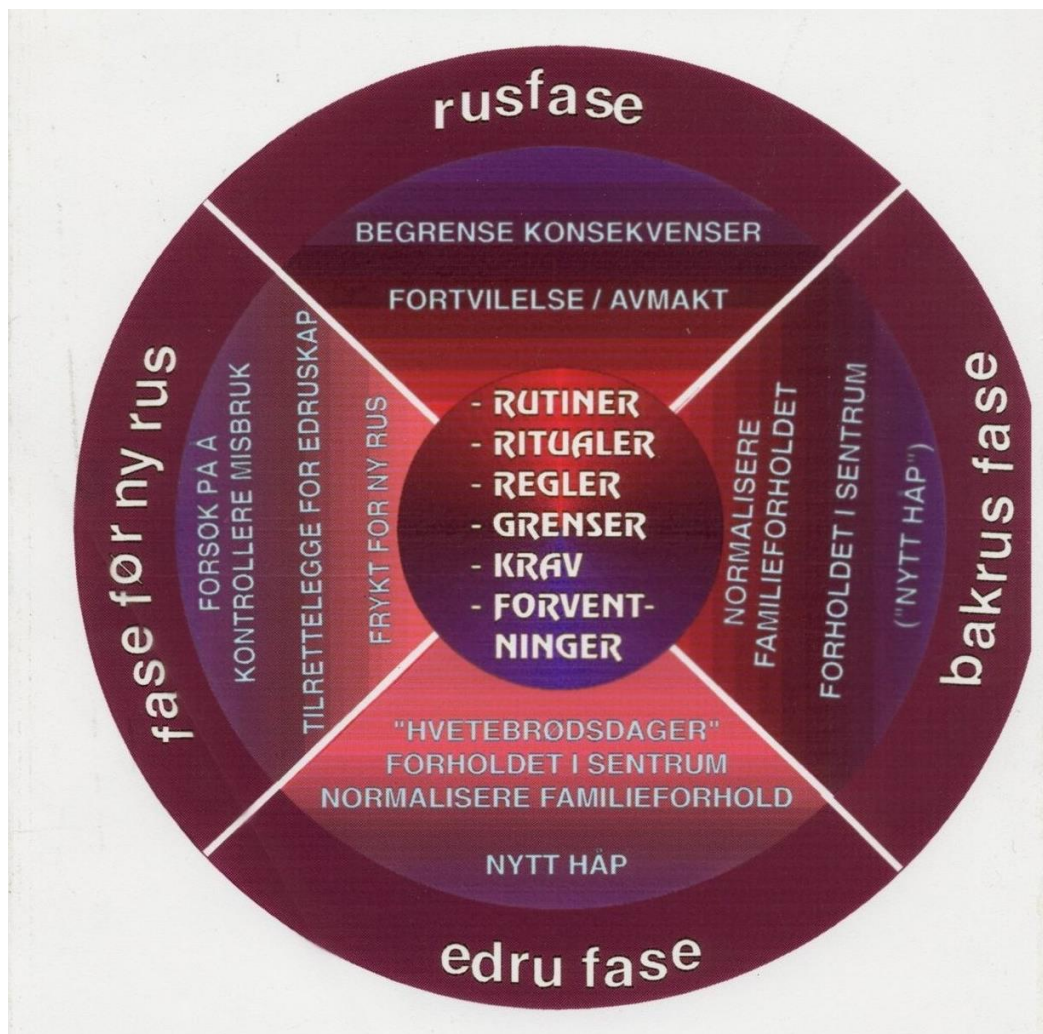 rusfase
BEGRENSE KONSEKVENSER
FORTVILELSE / AVMAKT
fase før ny rus
FORSOK PÅ Å
KONTROLLERE MISBRUK
TILRETTELEGGE FOR EDRUSKAP
FRYKT FOR NY RUS
- RUTINER
- RITUALER
- REGLER
- GRENSER
- KRAV
- FORVENT-
NINGER
NORMALISERE
FAMILIEFORHOLDET
FORHOLDET I SENTRUM
("NYTT HÅP")
bakrus fase
"HVETEBRØDSDAGER"
FORHOLDET I SENTRUM
NORMALISERE FAMILIEFORHOLD
NYTT HÅP
edru fase